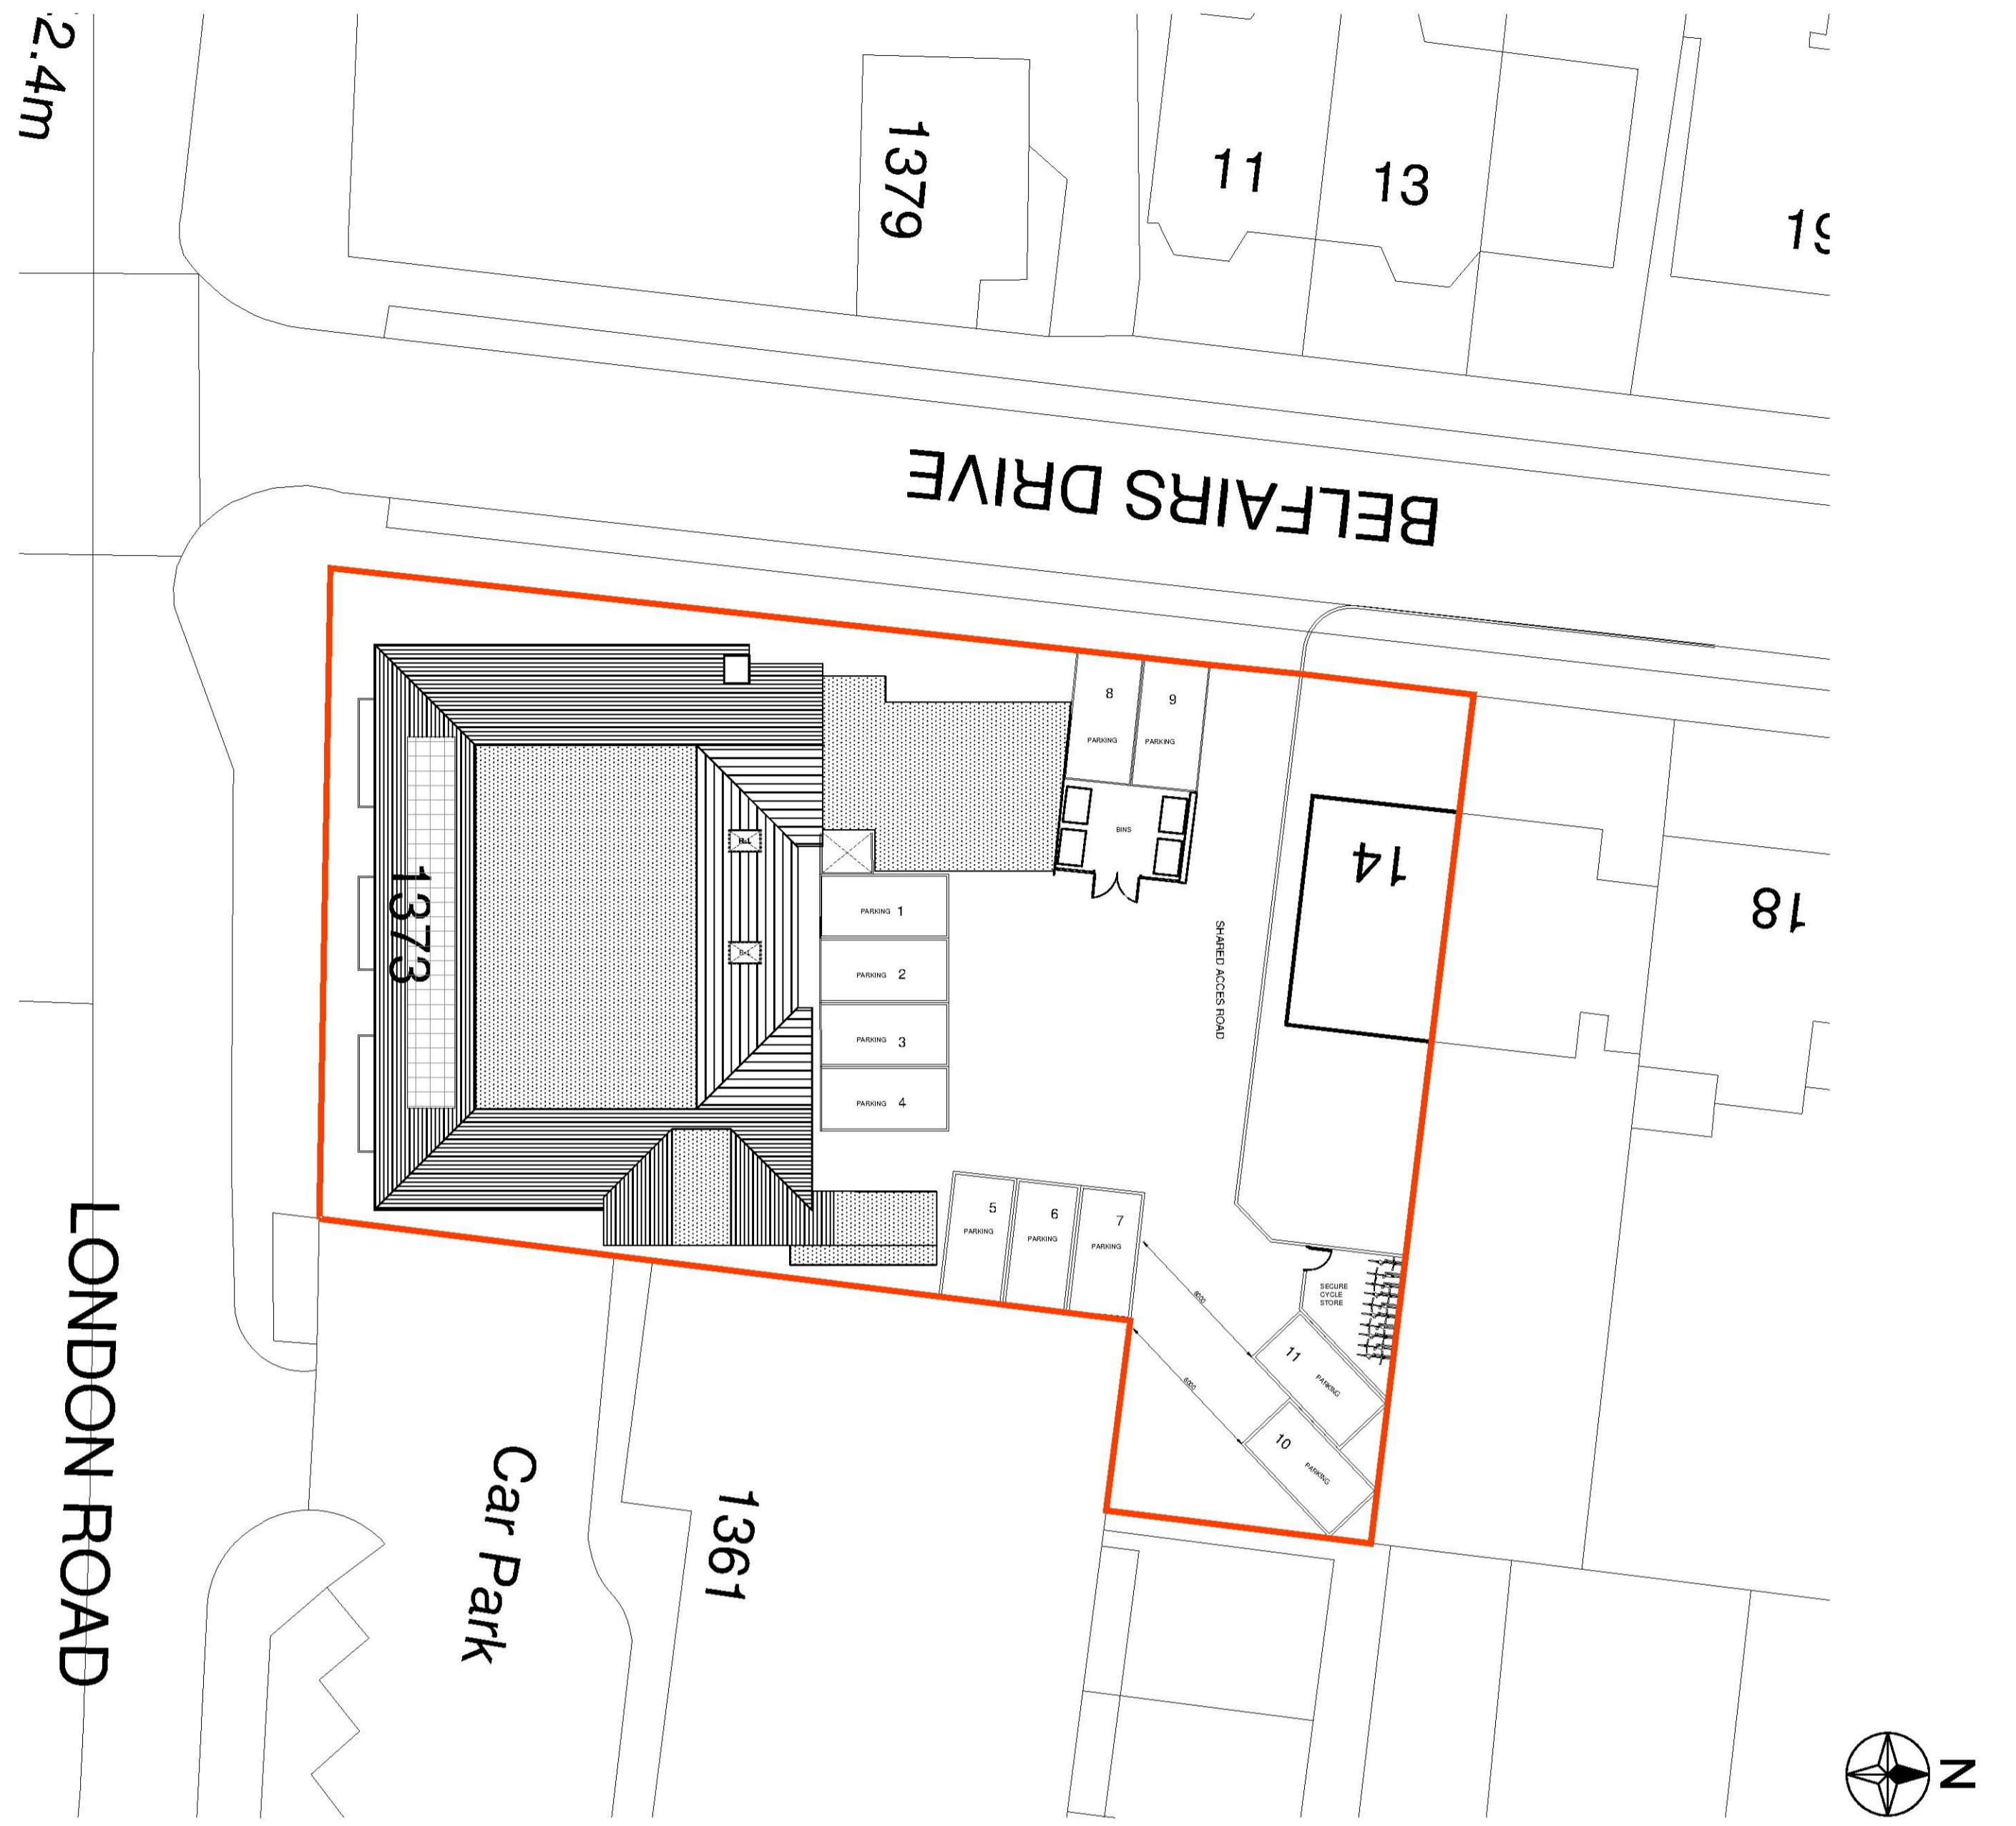 2.4m
1379
11
13
BELFAIRS DRIVE
8
PARKING
9
PARKING
BINS
14
18
1373
PARKING 1
PARKING 2
PARKING 3
PARKING 4
SHARED ACCES ROAD
5
PARKING
6
PARKING
7
PARKING
6000
6000
SECURE
CYCLE
STORE
11
PARKING
10
PARKING
LONDON ROAD
Car Park
1361
N